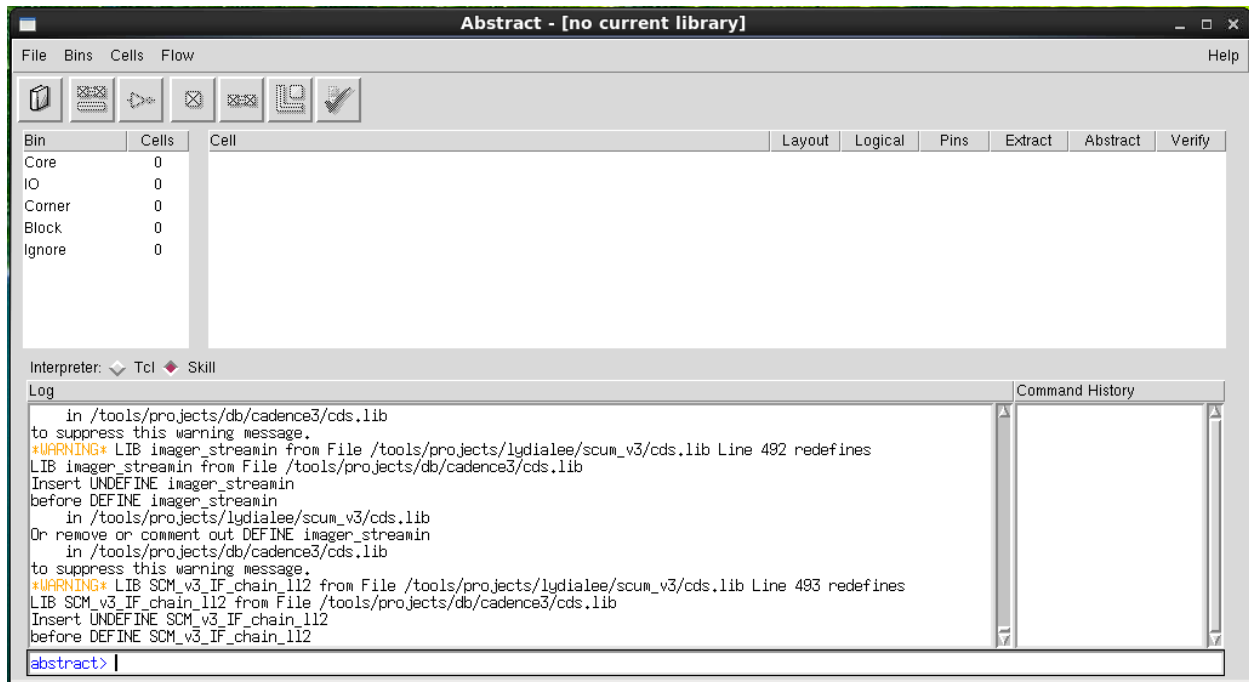 Abstract - [no current library]
File Bins Cells Flow Help
Bin Cells Cell Layout Logical Pins Extract Abstract Verify
Core 0
IO 0
Corner 0
Block 0
Ignore 0
Interpreter: Tcl Skill
Log Command History
in /tools/projects/db/cadence3/cds.lib
to suppress this warning message.
*WARNING* LIB imager_streamin from File /tools/projects/lydialee/scum_v3/cds.lib Line 492 redefines
LIB imager_streamin from File /tools/projects/db/cadence3/cds.lib
Insert UNDEFINE imager_streamin
before DEFINE imager_streamin
in /tools/projects/lydialee/scum_v3/cds.lib
Or remove or comment out DEFINE imager_streamin
in /tools/projects/db/cadence3/cds.lib
to suppress this warning message.
*WARNING* LIB SCM_v3_IF_chain_ll2 from File /tools/projects/lydialee/scum_v3/cds.lib Line 493 redefines
LIB SCM_v3_IF_chain_ll2 from File /tools/projects/db/cadence3/cds.lib
Insert UNDEFINE SCM_v3_IF_chain_ll2
before DEFINE SCM_v3_IF_chain_ll2
abstract>